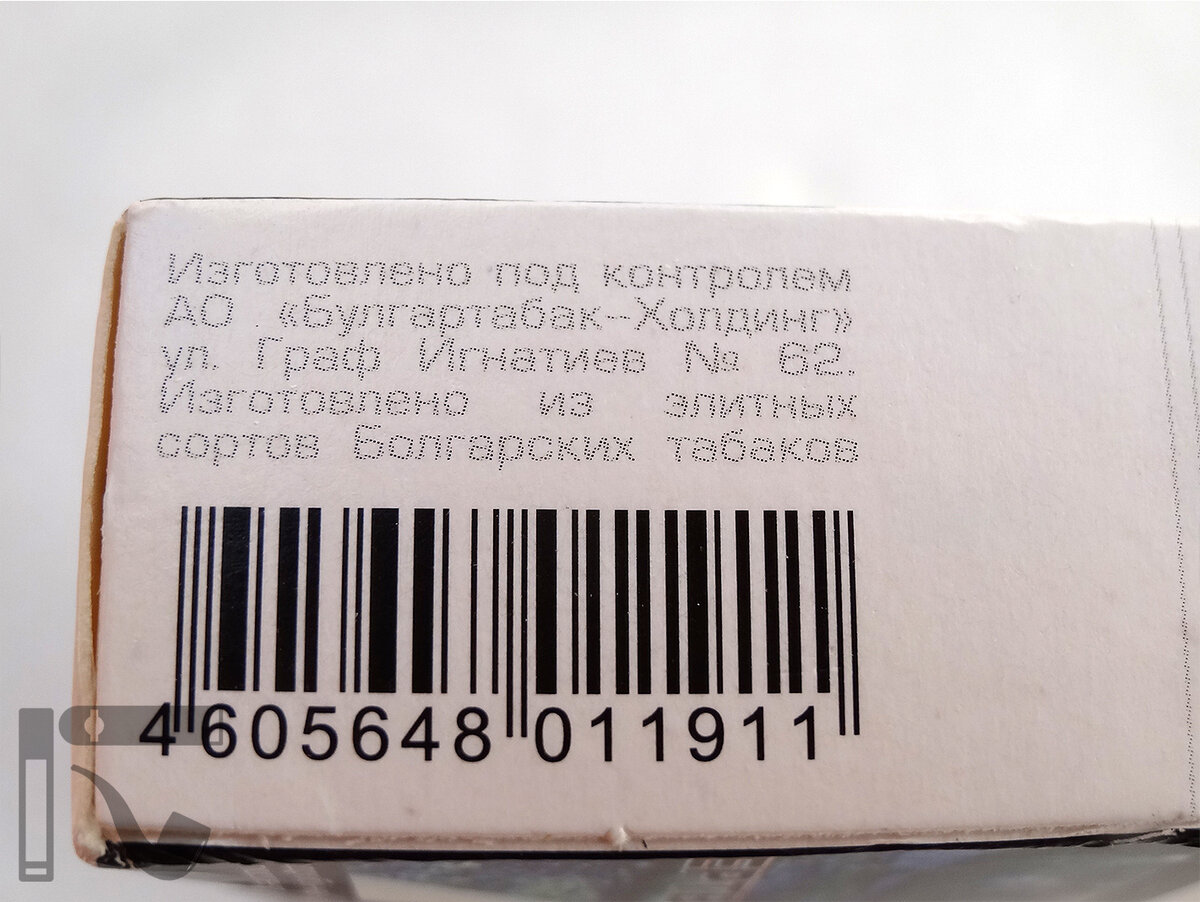 Изготовлено под контролем
АО «Булгартабак-Холдинг»
ул. Граф Игнатиев № 62.
Изготовлено из элитных
сортов Болгарских табаков
4 605648 011911